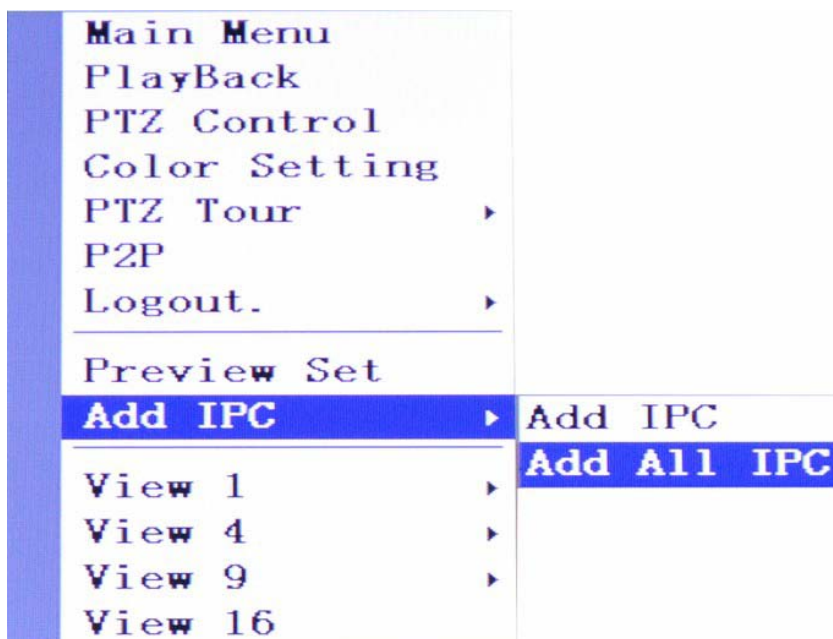 Main Menu
PlayBack
PTZ Control
Color Setting
PTZ Tour
P2P
Logout.
Preview Set
Add IPC
Add IPC
Add All IPC
View 1
View 4
View 9
View 16